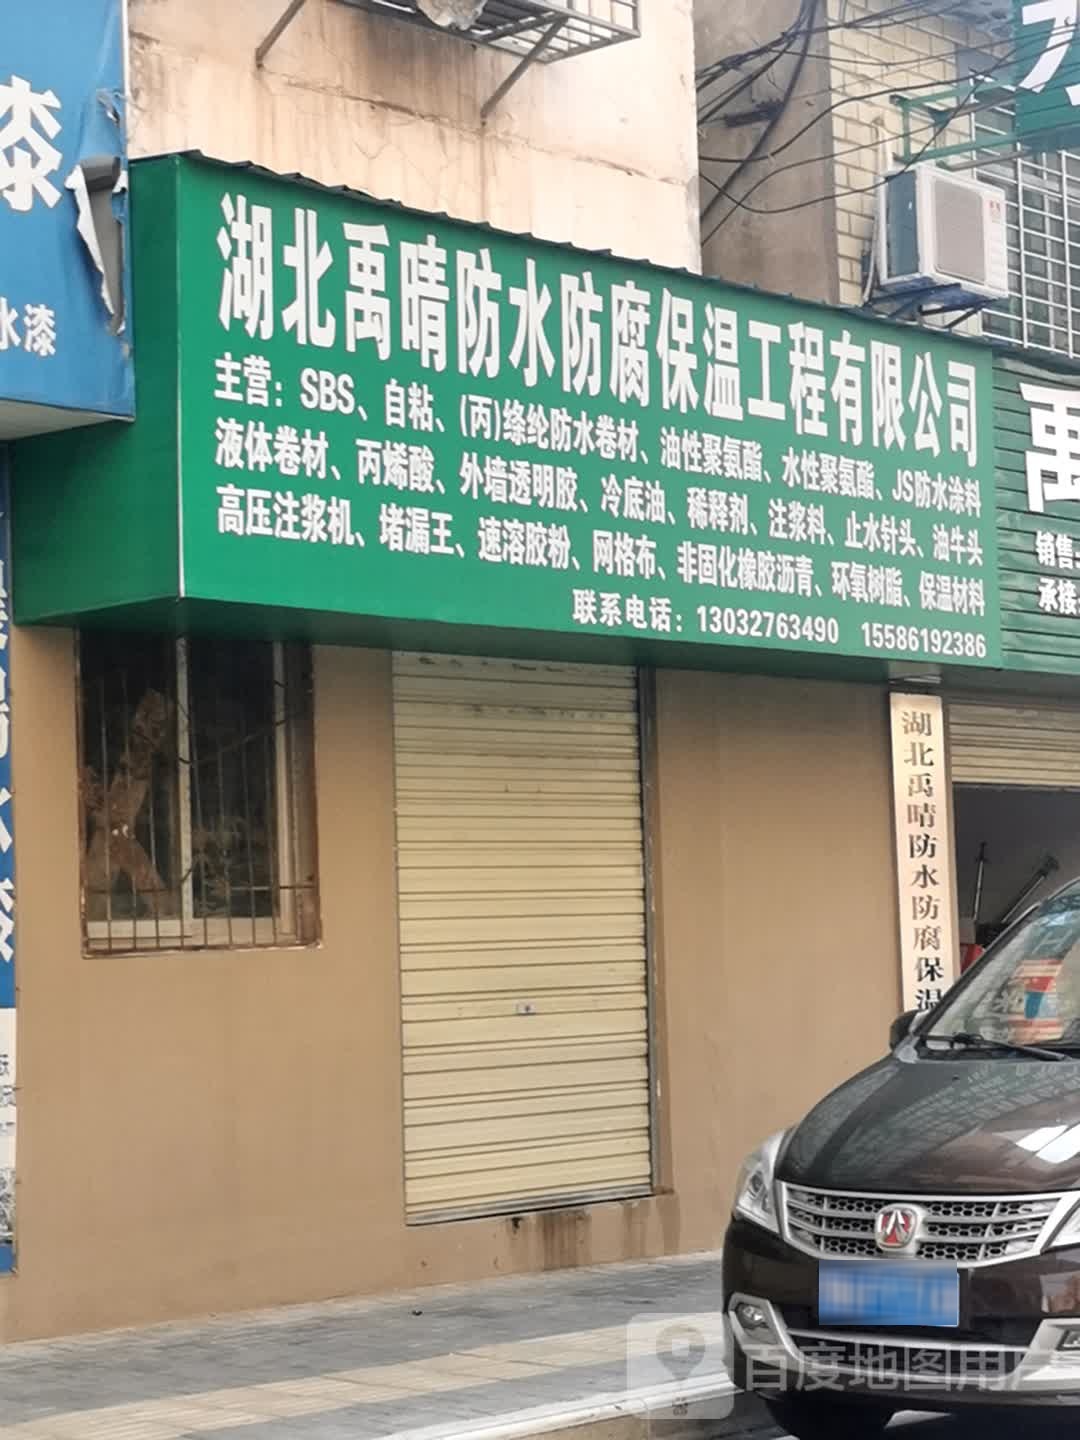 漆
水漆
湖北禹晴防水防腐保温工程有限公司
主营：SBS、自粘、(丙)绦纶防水卷材、油性聚氨酯、水性聚氨酯、JS防水涂料
液体卷材、丙烯酸、外墙透明胶、冷底油、稀释剂、注浆料、止水针头、油牛头
高压注浆机、堵漏王、速溶胶粉、网格布、非固化橡胶沥青、环氧树脂、保温材料
联系电话：13032763490 15586192386
禹
销售
承接
湖北禹晴防水防腐保温
百度地图用户